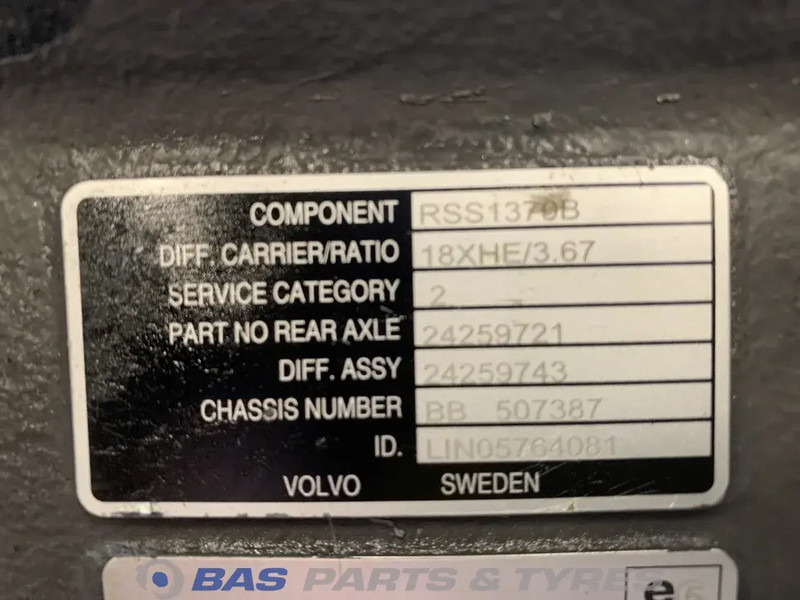 COMPONENT RSS1370B
DIFF. CARRIER/RATIO 18XHE/3.67
SERVICE CATEGORY 2
PART NO REAR AXLE 24259721
DIFF. ASSY 24259743
CHASSIS NUMBER BB 507387
ID. LIN05764081
VOLVO SWEDEN
BAS PARTS & TYRES
e5